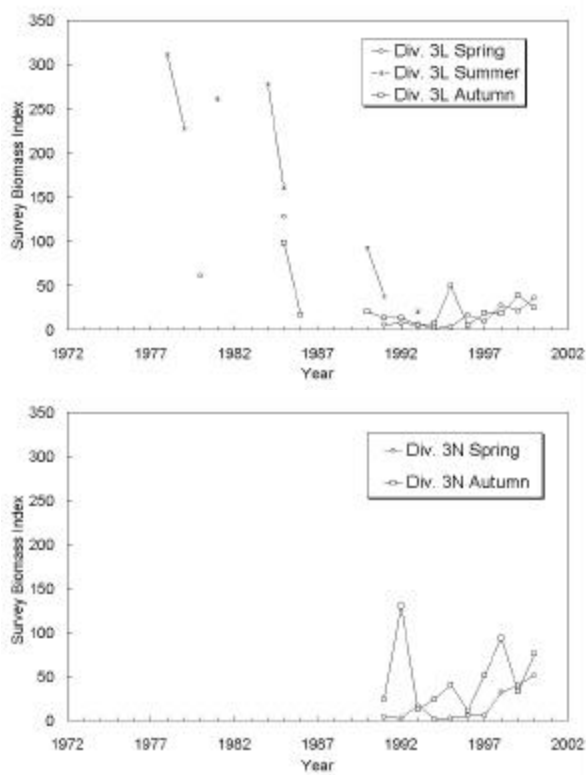 350
300
250
200
150
100
50
0
Survey Biomass Index
Div. 3L Spring
Div. 3L Summer
Div. 3L Autumn
1972 1977 1982 1987 1992 1997 2002
Year
350
300
250
200
150
100
50
0
Survey Biomass Index
Div. 3N Spring
Div. 3N Autumn
1972 1977 1982 1987 1992 1997 2002
Year